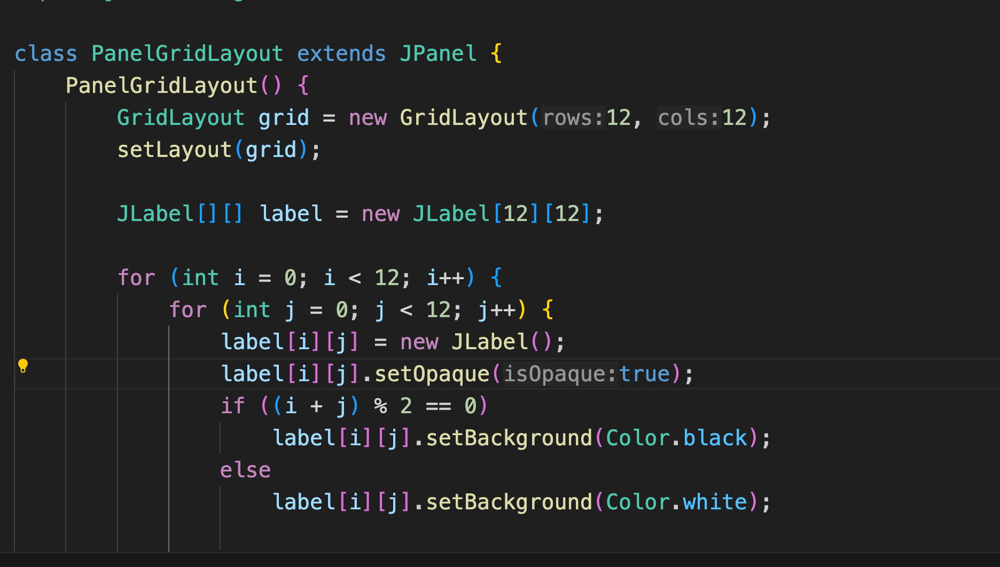 class PanelGridLayout extends JPanel {
PanelGridLayout() {
GridLayout grid = new GridLayout(rows:12, cols:12);
setLayout(grid);
JLabel[][] label = new JLabel[12][12];
for (int i = 0; i < 12; i++) {
for (int j = 0; j < 12; j++) {
label[i][j] = new JLabel();
label[i][j].setOpaque(isOpaque:true);
if ((i + j) % 2 == 0)
label[i][j].setBackground(Color.black);
else
label[i][j].setBackground(Color.white);